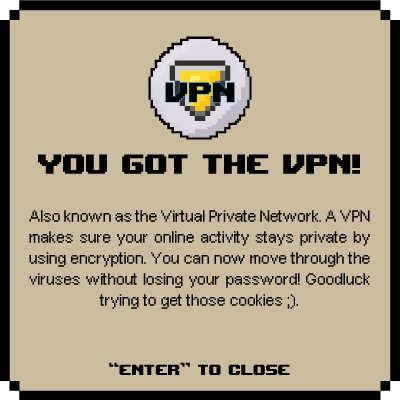 VPN
YOU GOT THE VPN!
Also known as the Virtual Private Network. A VPN
makes sure your online activity stays private by
using encryption. You can now move through the
viruses without losing your password! Goodluck
trying to get those cookies ;).
“ENTER” TO CLOSE